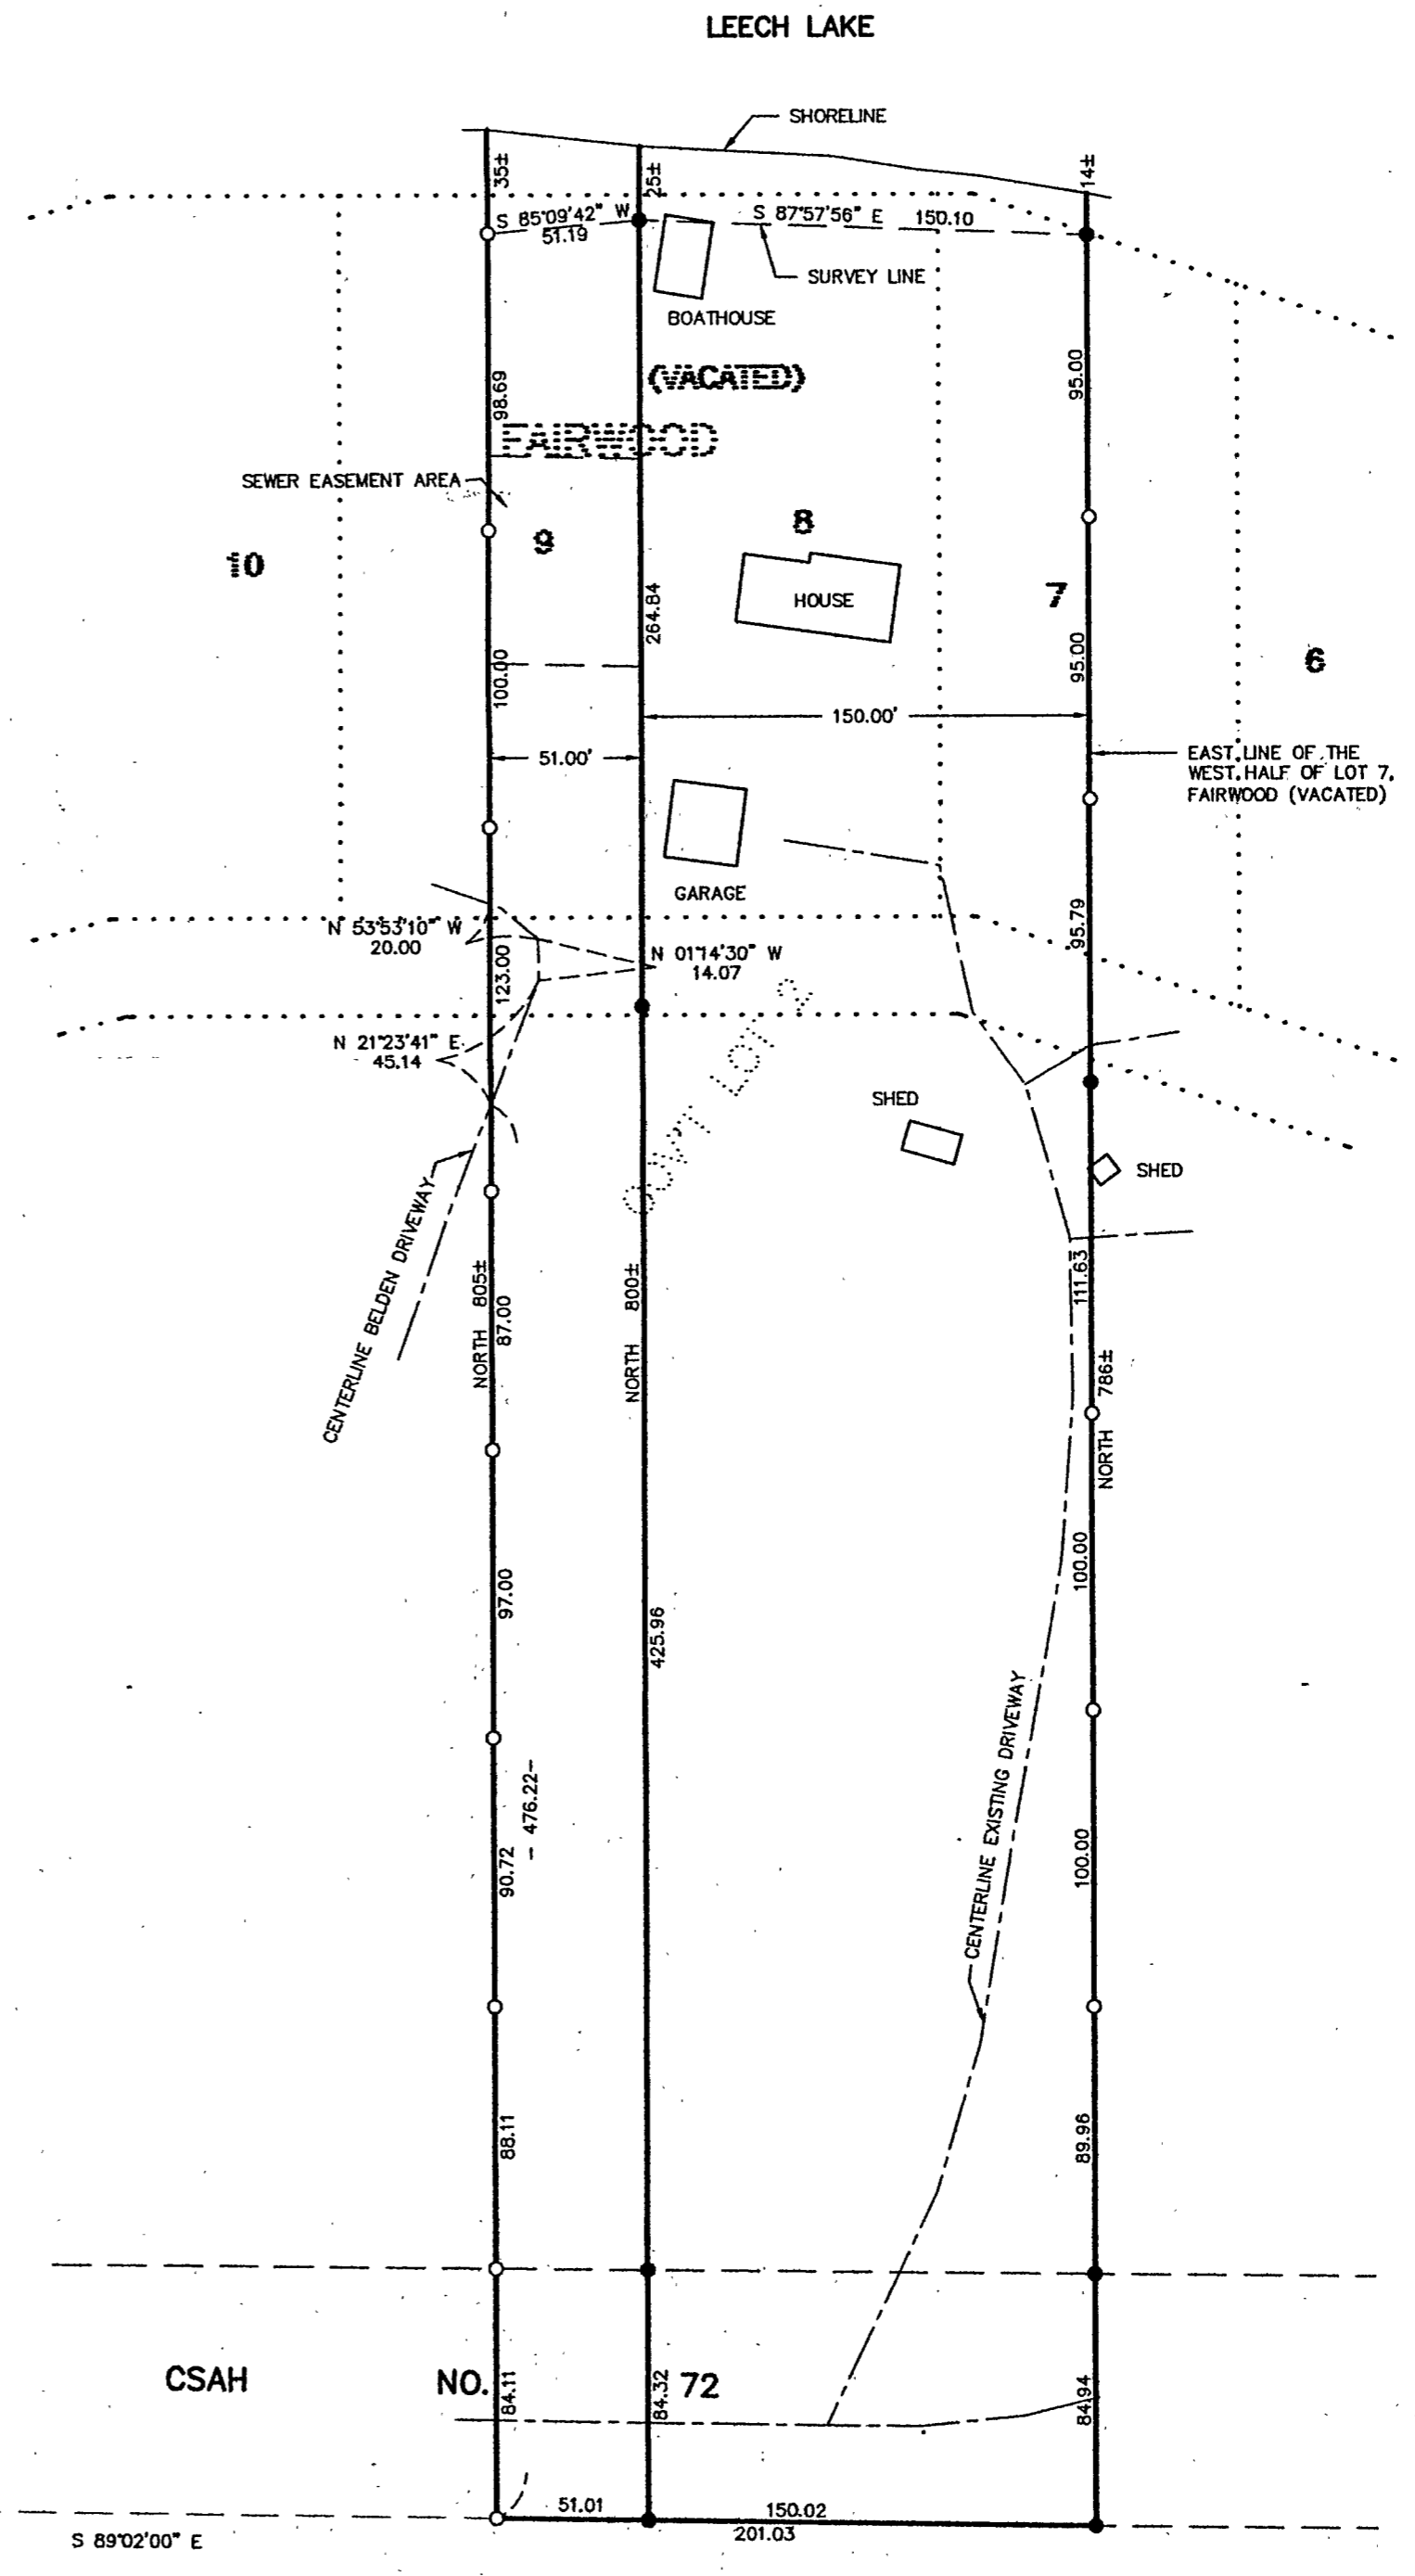 LEECH LAKE
SHORELINE
35±
25±
14±
S 85°09'42" W
51.19
S 87°57'56" E 150.10
SURVEY LINE
BOATHOUSE
(VACATED)
98.69
95.00
FAIRWOOD
SEWER EASEMENT AREA
10
9
8
HOUSE
7
6
264.84
100.00
95.00
150.00'
51.00'
EAST LINE OF THE
WEST HALF OF LOT 7,
FAIRWOOD (VACATED)
GARAGE
N 53°53'10" W
20.00
123.00
N 01°14'30" W
14.07
95.79
GOV'T LOT 2
N 21°23'41" E
45.14
SHED
SHED
CENTERLINE BELDEN DRIVEWAY
NORTH 805±
87.00
NORTH 800±
111.63
NORTH 786±
97.00
425.96
100.00
CENTERLINE EXISTING DRIVEWAY
- 476.22-
90.72
100.00
88.11
89.96
CSAH NO. 72
84.11
84.32
84.94
51.01
150.02
201.03
S 89°02'00" E